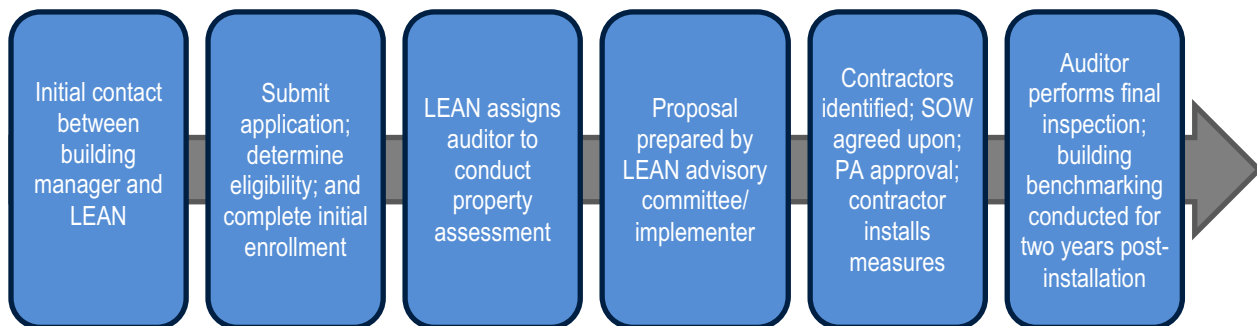 Initial contact
between
building
manager and
LEAN
Submit
application;
determine
eligibility; and
complete initial
enrollment
LEAN assigns
auditor to
conduct
property
assessment
Proposal
prepared by
LEAN advisory
committee/
implementer
Contractors
identified; SOW
agreed upon;
PA approval;
contractor
installs
measures
Auditor
performs final
inspection;
building
benchmarking
conducted for
two years post-
installation